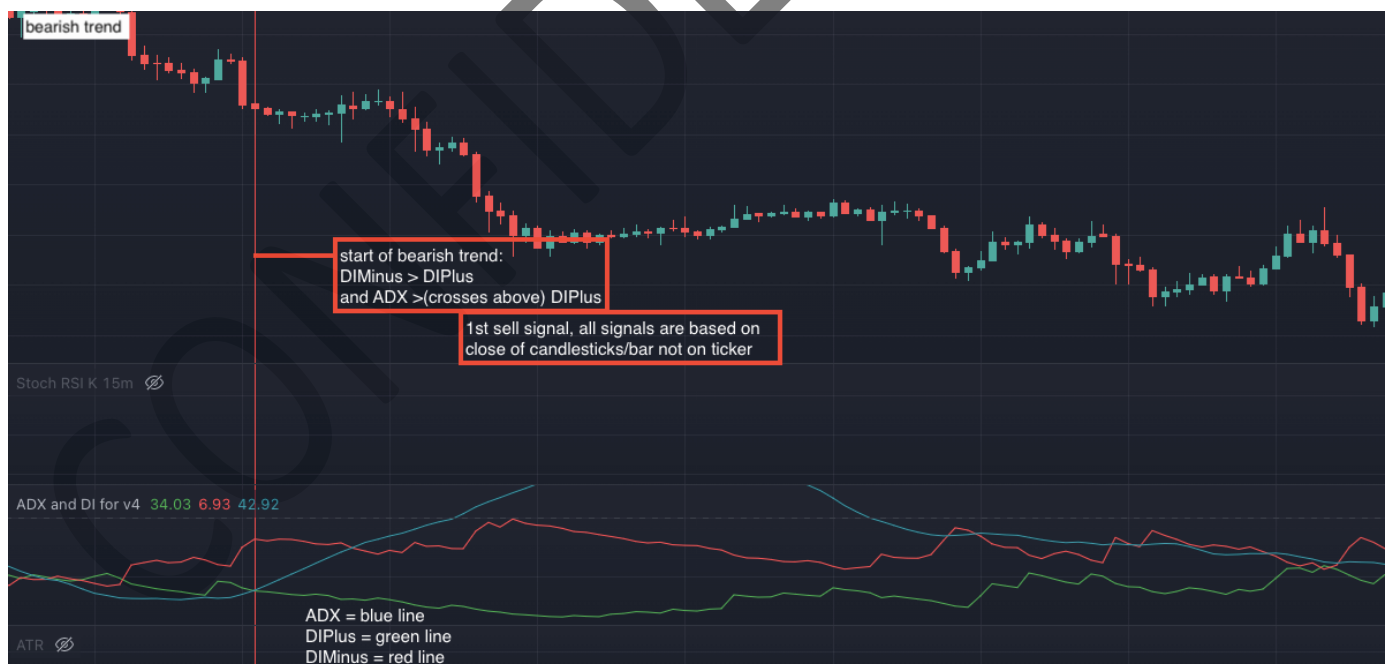 bearish trend
start of bearish trend:
DIMinus > DIPlus
and ADX >(crosses above) DIPlus
1st sell signal, all signals are based on
close of candlesticks/bar not on ticker
Stoch RSI K 15m
ADX and DI for v4 34.03 6.93 42.92
ADX = blue line
DIPlus = green line
DIMinus = red line
ATR